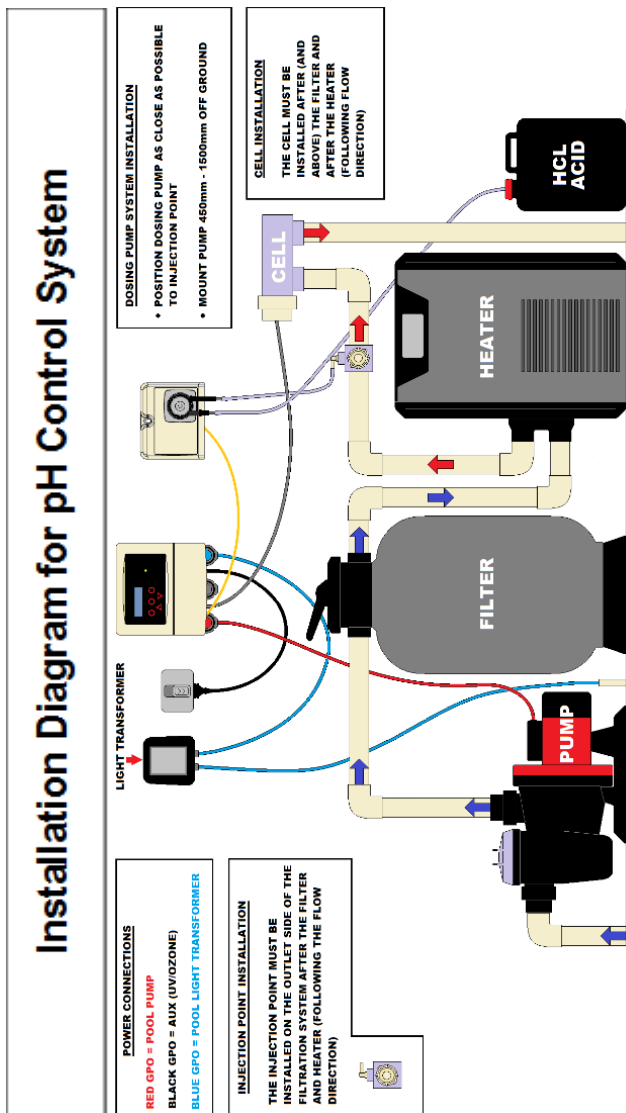 Installation Diagram for pH Control System
POWER CONNECTIONS
RED GPO = POOL PUMP
BLACK GPO = AUX (UV/OZONE)
BLUE GPO = POOL LIGHT TRANSFORMER
INJECTION POINT INSTALLATION
THE INJECTION POINT MUST BE
INSTALLED ON THE OUTLET SIDE OF THE
FILTRATION SYSTEM AFTER THE FILTER
AND HEATER (FOLLOWING THE FLOW
DIRECTION)
LIGHT TRANSFORMER
DOSING PUMP SYSTEM INSTALLATION
• POSITION DOSING PUMP AS CLOSE AS POSSIBLE
TO INJECTION POINT
• MOUNT PUMP 450mm - 1500mm OFF GROUND
CELL INSTALLATION
THE CELL MUST BE
INSTALLED AFTER (AND
ABOVE) THE FILTER AND
AFTER THE HEATER
(FOLLOWING FLOW
DIRECTION)
CELL
PUMP
FILTER
HEATER
HCL
ACID